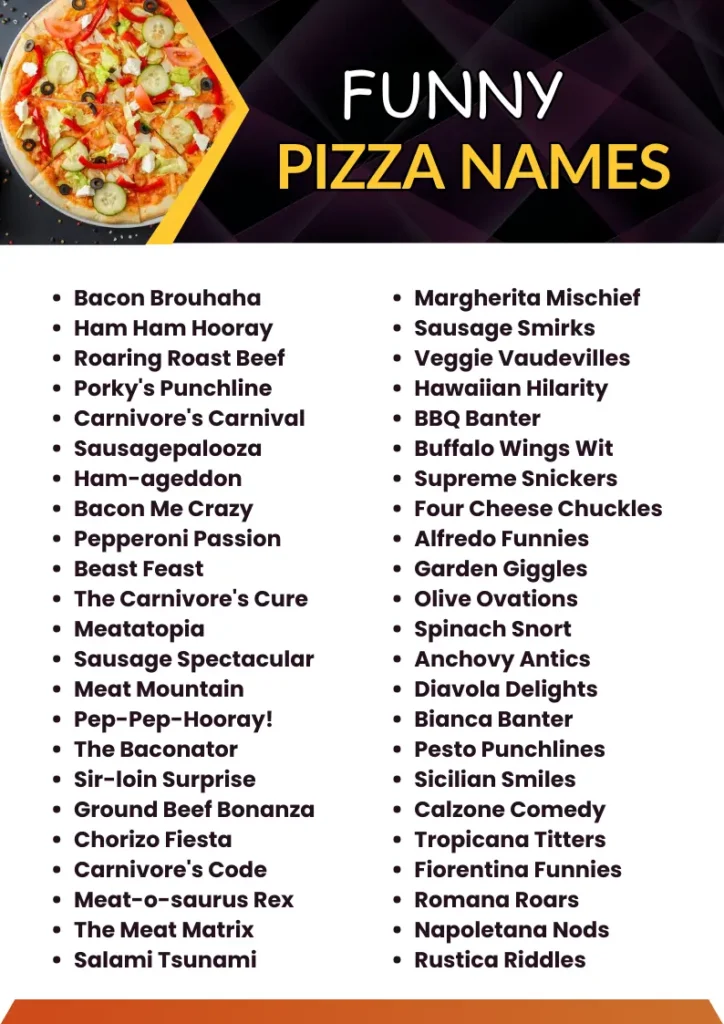 FUNNY
PIZZA NAMES
• Bacon Brouhaha
• Ham Ham Hooray
• Roaring Roast Beef
• Porky's Punchline
• Carnivore's Carnival
• Sausagepalooza
• Ham-ageddon
• Bacon Me Crazy
• Pepperoni Passion
• Beast Feast
• The Carnivore's Cure
• Meatatopia
• Sausage Spectacular
• Meat Mountain
• Pep-Pep-Hooray!
• The Baconator
• Sir-loin Surprise
• Ground Beef Bonanza
• Chorizo Fiesta
• Carnivore's Code
• Meat-o-saurus Rex
• The Meat Matrix
• Salami Tsunami
• Margherita Mischief
• Sausage Smirks
• Veggie Vaudevilles
• Hawaiian Hilarity
• BBQ Banter
• Buffalo Wings Wit
• Supreme Snickers
• Four Cheese Chuckles
• Alfredo Funnies
• Garden Giggles
• Olive Ovations
• Spinach Snort
• Anchovy Antics
• Diavola Delights
• Bianca Banter
• Pesto Punchlines
• Sicilian Smiles
• Calzone Comedy
• Tropicana Titters
• Fiorentina Funnies
• Romana Roars
• Napoletana Nods
• Rustica Riddles